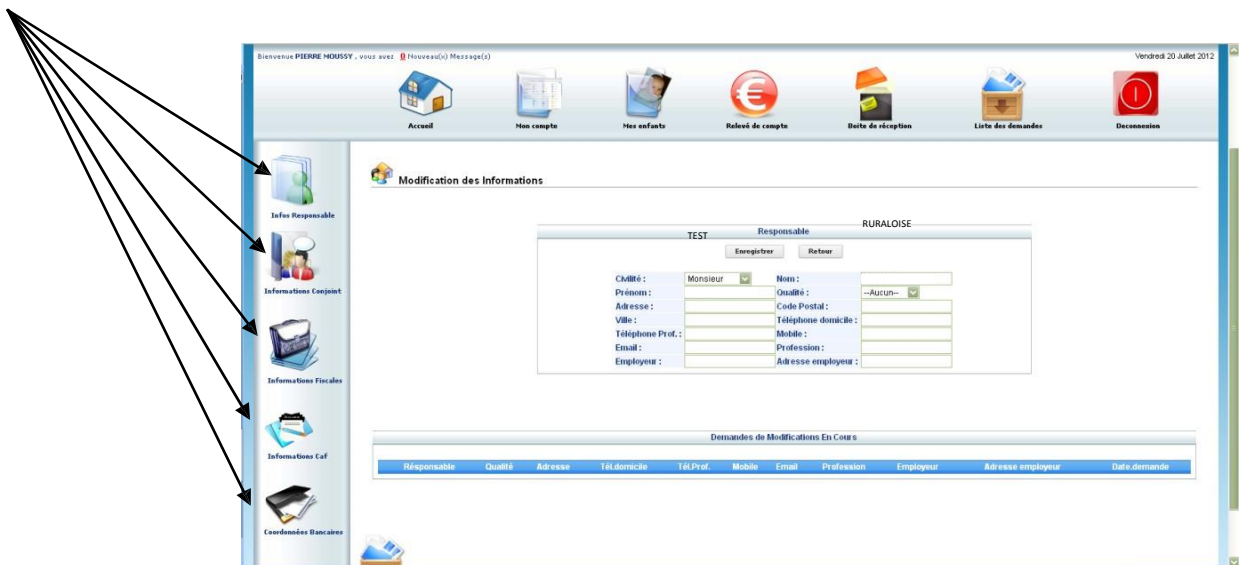 Bienvenue PIERRE MOUSSY , vous avez 0 Nouveau(x) Message(s)
Vendredi 20 Juillet 2012
Accueil
Mon compte
Mes enfants
Relevé de compte
Boite de réception
Liste des demandes
Deconnexion
Infos Responsable
Informations Conjoint
Informations Fiscales
Informations Caf
Coordonnées Bancaires
Modification des Informations
Responsable
TEST
RURALOISE
Enregistrer Retour
Civilité : Monsieur Nom :
Prénom : Qualité : --Aucun--
Adresse : Code Postal :
Ville : Téléphone domicile :
Téléphone Prof. : Mobile :
Email : Profession :
Employeur : Adresse employeur :
Demandes de Modifications En Cours
Résponsable Qualité Adresse Tél.domicile Tél.Prof. Mobile Email Profession Employeur Adresse employeur Date.demande